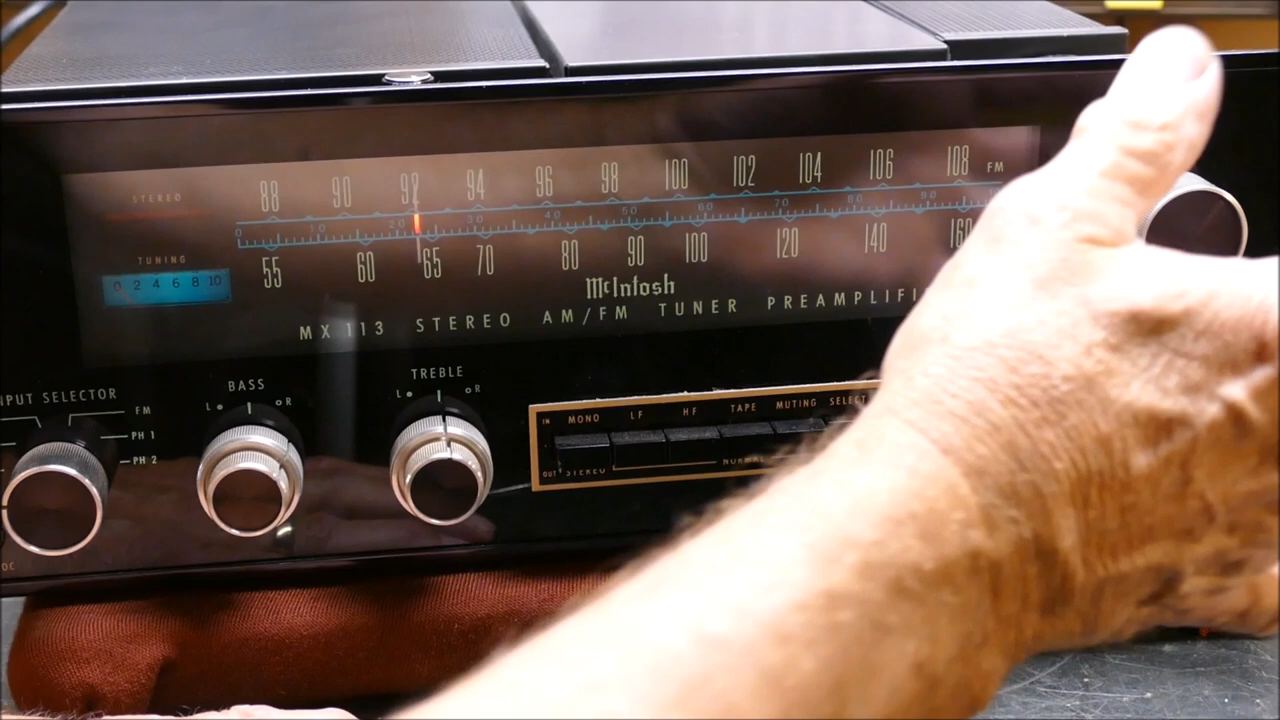 STEREO
88 90 92 94 96 98 100 102 104 106 108 FM
0 10 20 30 40 50 60 70 80 90
TUNING
0 2 4 6 8 10
55 60 65 70 80 90 100 120 140 160
McIntosh
MX 113 STEREO AM/FM TUNER PREAMPLIFI
NPUT SELECTOR
FM
PH 1
PH 2
BASS
L R
TREBLE
L R
IN MONO LF HF TAPE MUTING SELECT
OUT STEREO NORMAL